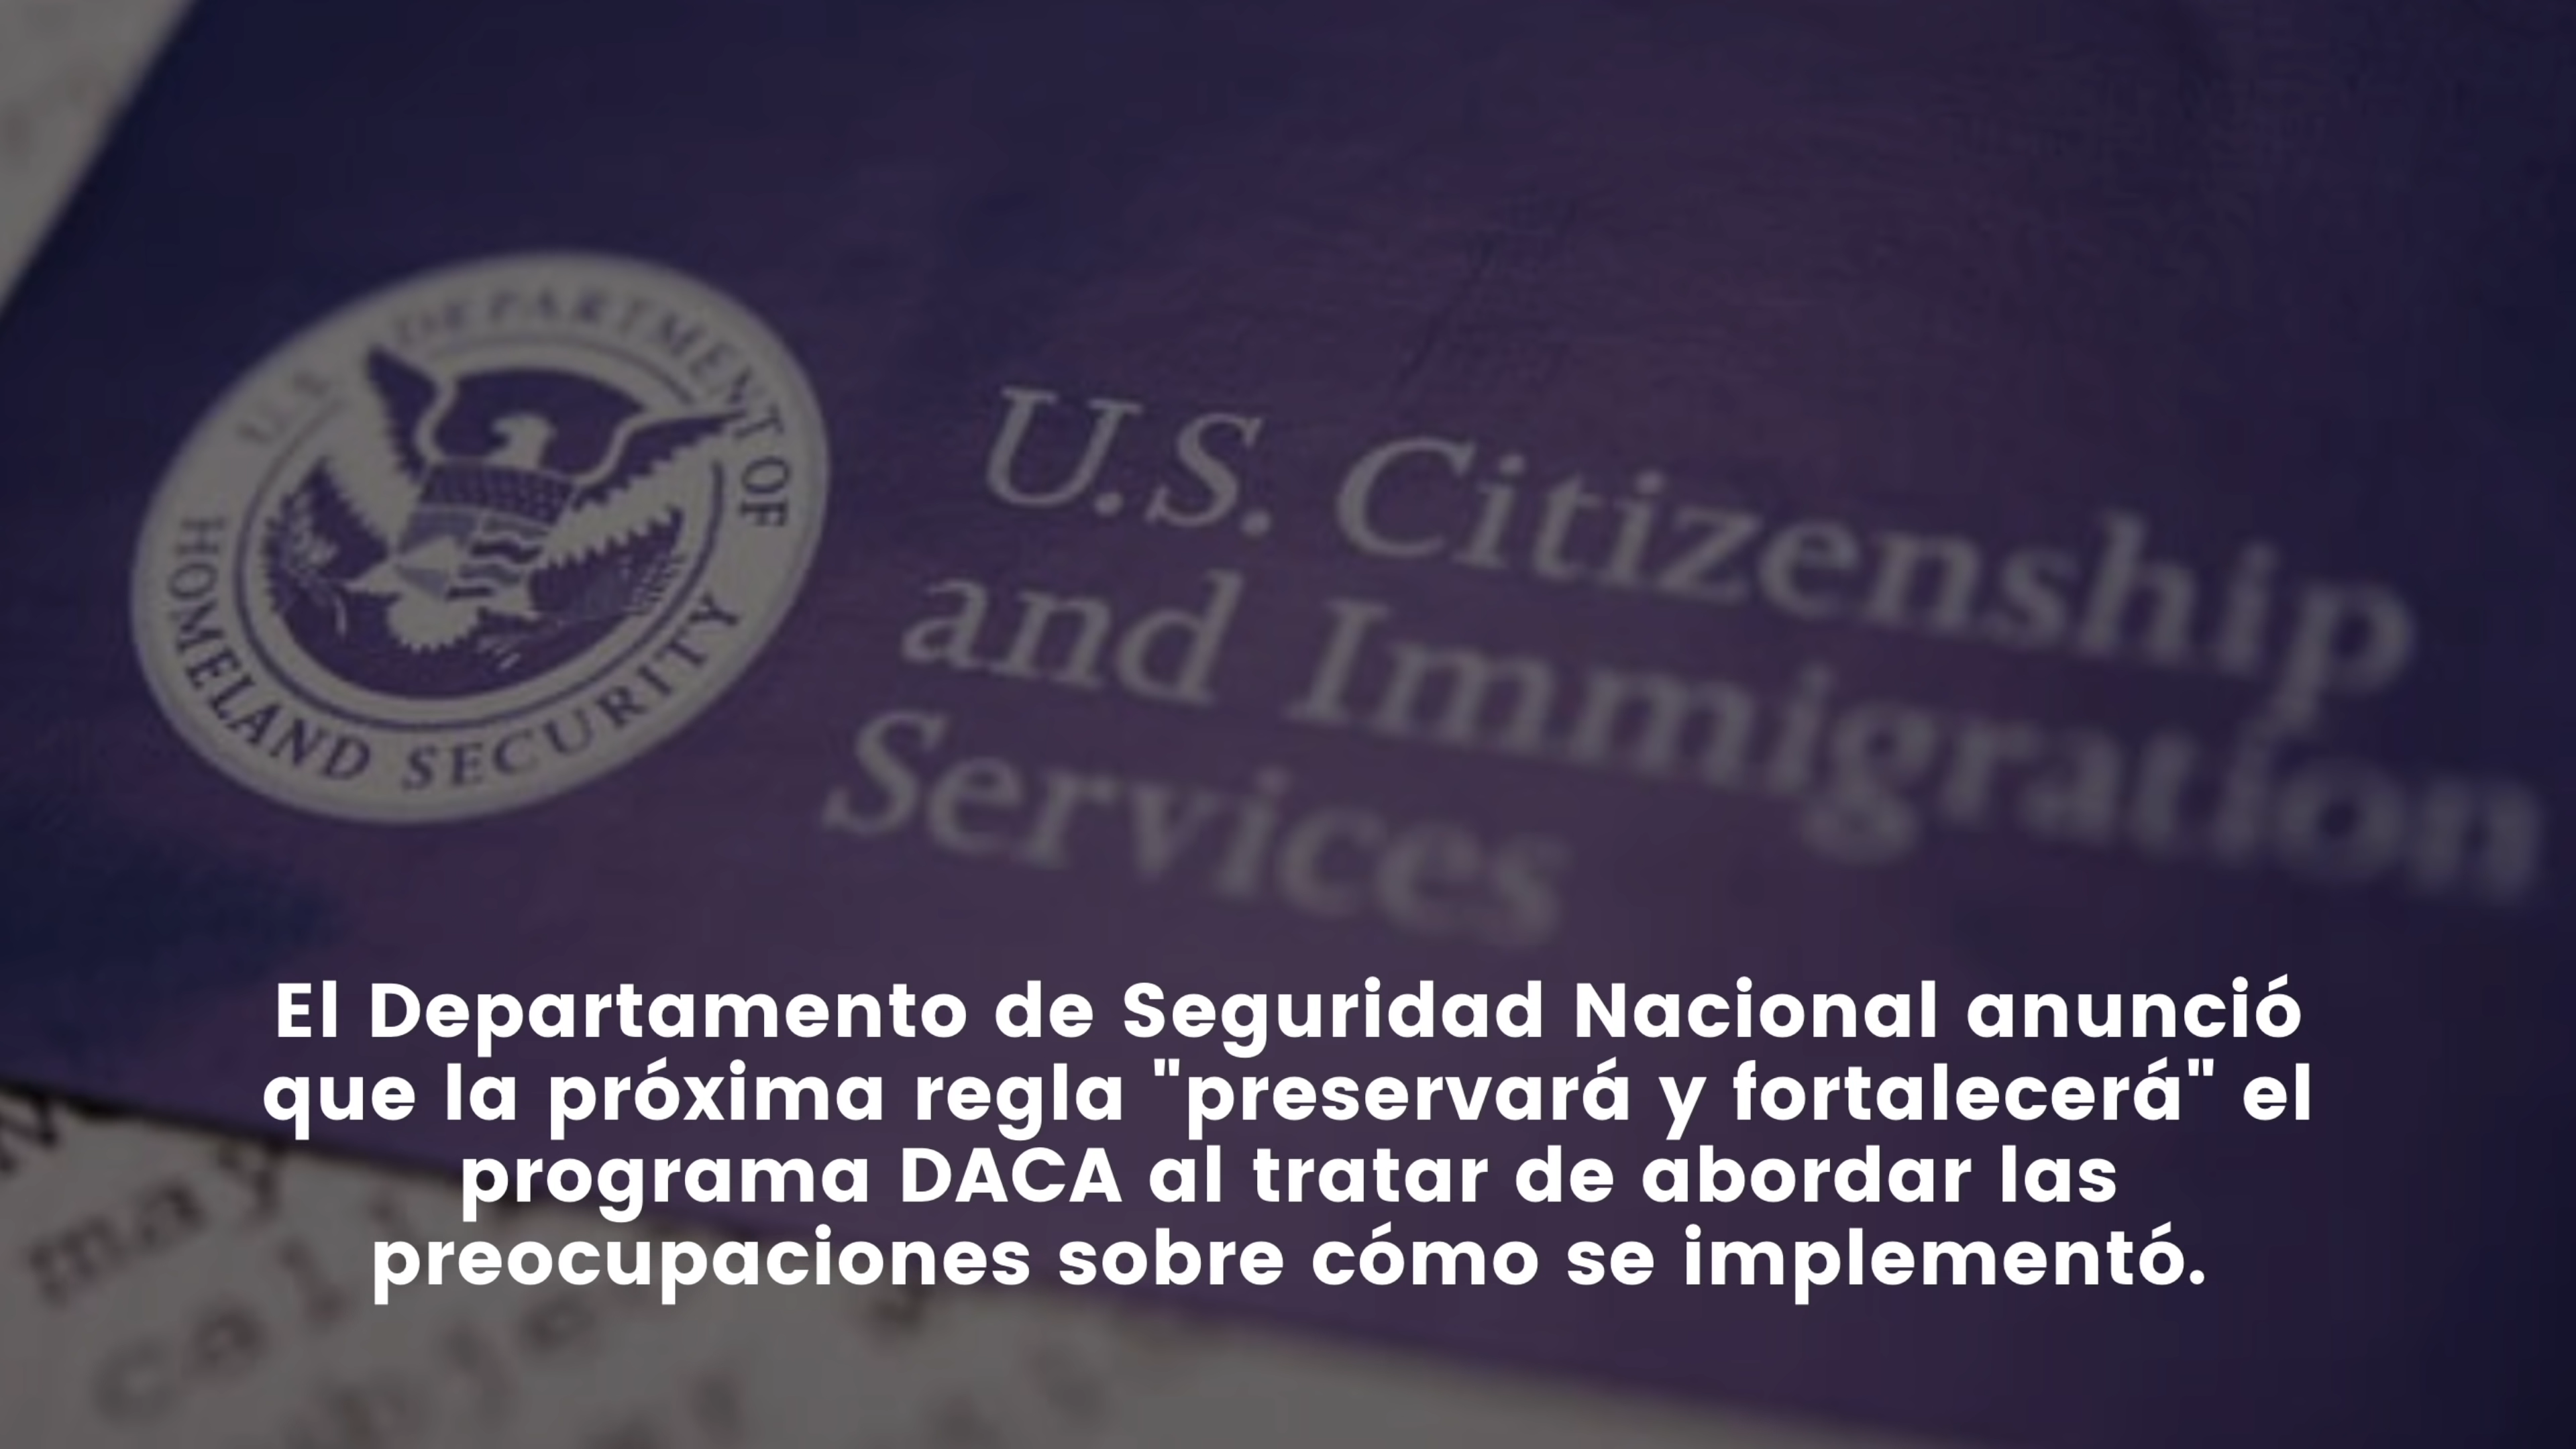 U.S. DEPARTMENT OF
HOMELAND SECURITY
U.S. Citizenship
and Immigration
Services
El Departamento de Seguridad Nacional anunció
que la próxima regla "preservará y fortalecerá" el
programa DACA al tratar de abordar las
preocupaciones sobre cómo se implementó.
may